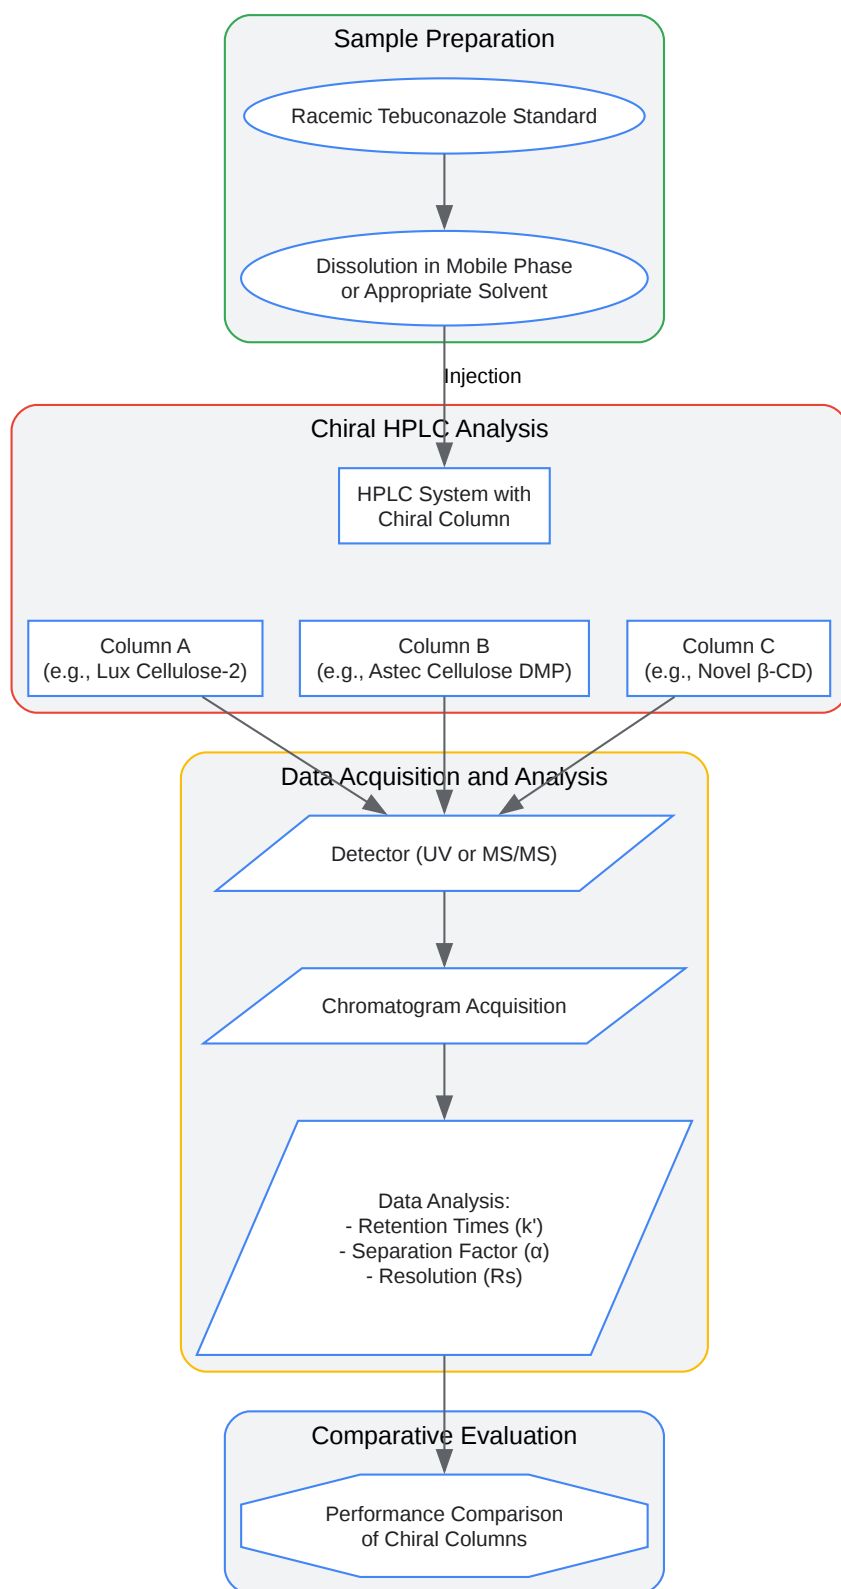 Sample Preparation
Racemic Tebuconazole Standard
Dissolution in Mobile Phase
or Appropriate Solvent
Injection
Chiral HPLC Analysis
HPLC System with
Chiral Column
Column A
(e.g., Lux Cellulose-2)
Column B
(e.g., Astec Cellulose DMP)
Column C
(e.g., Novel β-CD)
Data Acquisition and Analysis
Detector (UV or MS/MS)
Chromatogram Acquisition
Data Analysis:
- Retention Times (k')
- Separation Factor (α)
- Resolution (Rs)
Comparative Evaluation
Performance Comparison
of Chiral Columns